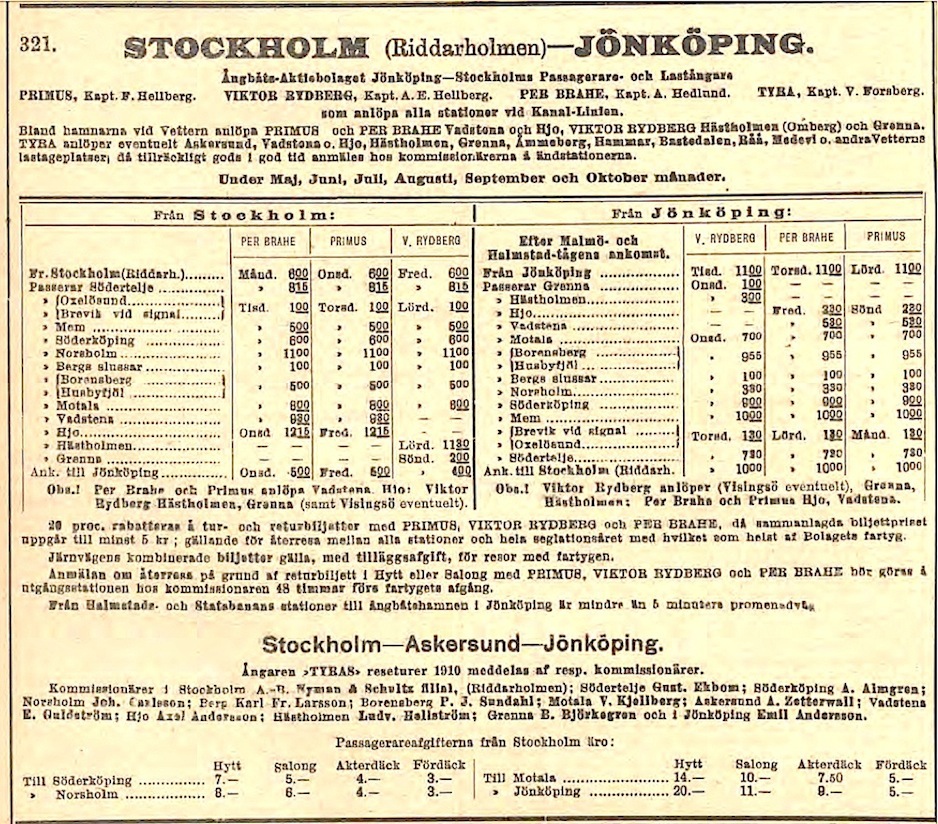 321. STOCKHOLM (Riddarholmen)—JÖNKÖPING.
Ångbåts-Aktiebolaget Jönköping—Stockholms Passagerare- och Lastångare
PRIMUS, Kapt. F. Hellberg. VIKTOR RYDBERG, Kapt. A. E. Hellberg. PER BRAHE, Kapt. A. Hedlund. TYRA, Kapt. V. Forsberg.
som anlöpa alla stationer vid Kanal-Linien.
Bland hamnarna vid Vettern anlöpa PRIMUS och PER BRAHE Vadstena och Hjo, VIKTOR RYDBERG Hästholmen (Omberg) och Grenna.
TYRA anlöper eventuelt Askersund, Vadstena o. Hjo, Hästholmen, Grenna, Ammeberg, Hammar, Bastedalen, Råå, Medevi o. andra Vetterns
lastageplatser; då tillräckligt gods i god tid anmäles hos kommissionärerna å ändstationerna.
Under Maj, Juni, Juli, Augusti, September och Oktober månader.
Från Stockholm:
PER BRAHE PRIMUS V. RYDBERG
Fr. Stockholm (Riddarh.)......... Månd. 600 Onsd. 600 Fred. 600
Passerar Södertelje ............... » 815 » 815 » 815
» {Oxelösund...................}
» {Brevik vid signal........} Tisd. 100 Torsd. 100 Lörd. 100
» Mem ........................... » 500 » 500 » 500
» Söderköping ................ » 600 » 600 » 600
» Norsholm ..................... » 1100 » 1100 » 1100
» Bergs slussar ................ » 100 » 100 » 100
» {Borensberg ................}
» {Husbyfjöl ...................} » 500 » 500 » 500
» Motala ........................ » 800 » 800 » 800
» Vadstena ..................... » 930 » 930 — —
» Hjo............................. Onsd 1215 Fred. 1215 — —
» Hästholmen.................. — — — — Lörd. 1130
» Grenna ....................... — — — — Sönd. 200
Ank. till Jönköping ............... Onsd. 500 Fred. 500 » 400
Obs.! Per Brahe och Primus anlöpa Vadstena, Hjo; Viktor
Rydberg Hästholmen, Grenna (samt Visingsö eventuelt).
Från Jönköping:
Efter Malmö- och
Halmstad-tågens ankomst. V. RYDBERG PER BRAHE PRIMUS
Från Jönköping .................. Tisd. 1100 Torsd. 1100 Lörd. 1100
Passerar Grenna .................. Onsd. 100 — — — —
» Hästholmen................... » 300 — — — —
» Hjo............................. — — Fred. 230 Sönd 230
» Vadstena ..................... — — » 530 » 530
» Motala ........................ Onsd. 700 » 700 » 700
» {Borensberg ................}
» {Husbyfjöl ...................} » 955 » 955 » 955
» Bergs slussar................. » 100 » 100 » 100
» Norsholm..................... » 330 » 330 » 330
» Söderköping ................ » 900 » 900 » 900
» Mem ........................... » 1000 » 1000 » 1000
» {Brevik vid signal ........}
» {Oxelösund...................} Torsd. 130 Lörd. 130 Månd. 130
» Södertelje..................... » 730 » 730 » 730
Ank. till Stockholm (Riddarh. » 1000 » 1000 » 1000
Obs.! Viktor Rydberg anlöper (Visingsö eventuelt), Grenna,
Hästholmen; Per Brahe och Primus Hjo, Vadstena.
20 proc. rabatteras å tur- och returbiljetter med PRIMUS, VIKTOR RYDBERG och PER BRAHE, då sammanlagda biljettpriset
uppgår till minst 5 kr; gällande för återresa mellan alla stationer och hela seglationsåret med hvilket som helst af Bolagets fartyg.
Järnvägens kombinerade biljetter gälla, med tilläggsafgift, för resor med fartygen.
Anmälan om återresa på grund af returbiljett i Hytt eller Salong med PRIMUS, VIKTOR RYDBERG och PER BRAHE bör göras å
utgångsstationen hos kommissionären 48 timmar före fartygets afgång.
Från Halmstads- och Statsbanans stationer till ångbåtshamnen i Jönköping är mindre än 5 minuters promenadväg.
Stockholm—Askersund—Jönköping.
Ångaren »TYRAS» reseturer 1910 meddelas af resp. kommissionärer.
Kommissionärer i Stockholm A.-B. Nyman & Schultz filial, (Riddarholmen); Södertelje Gust. Ekbom; Söderköping A. Almgren;
Norsholm Joh. Carlsson; Berg Karl Fr. Larsson; Borensberg P. J. Sundahl; Motala V. Kjellberg; Askersund A. Zetterwall; Vadstena
E. Guldström; Hjo Axel Andersson; Hästholmen Ludv. Hallström; Grenna B. Björkegren och i Jönköping Emil Andersson.
Passagerareafgifterna från Stockholm äro:
Hytt Salong Akterdäck Fördäck Hytt Salong Akterdäck Fördäck
Till Söderköping ............... 7.— 5.— 4.— 3.— Till Motala ........................ 14.— 10.— 7.50 5.—
» Norsholm .................... 8.— 6.— 4.— 3.— » Jönköping .................. 20.— 11.— 9.— 5.—